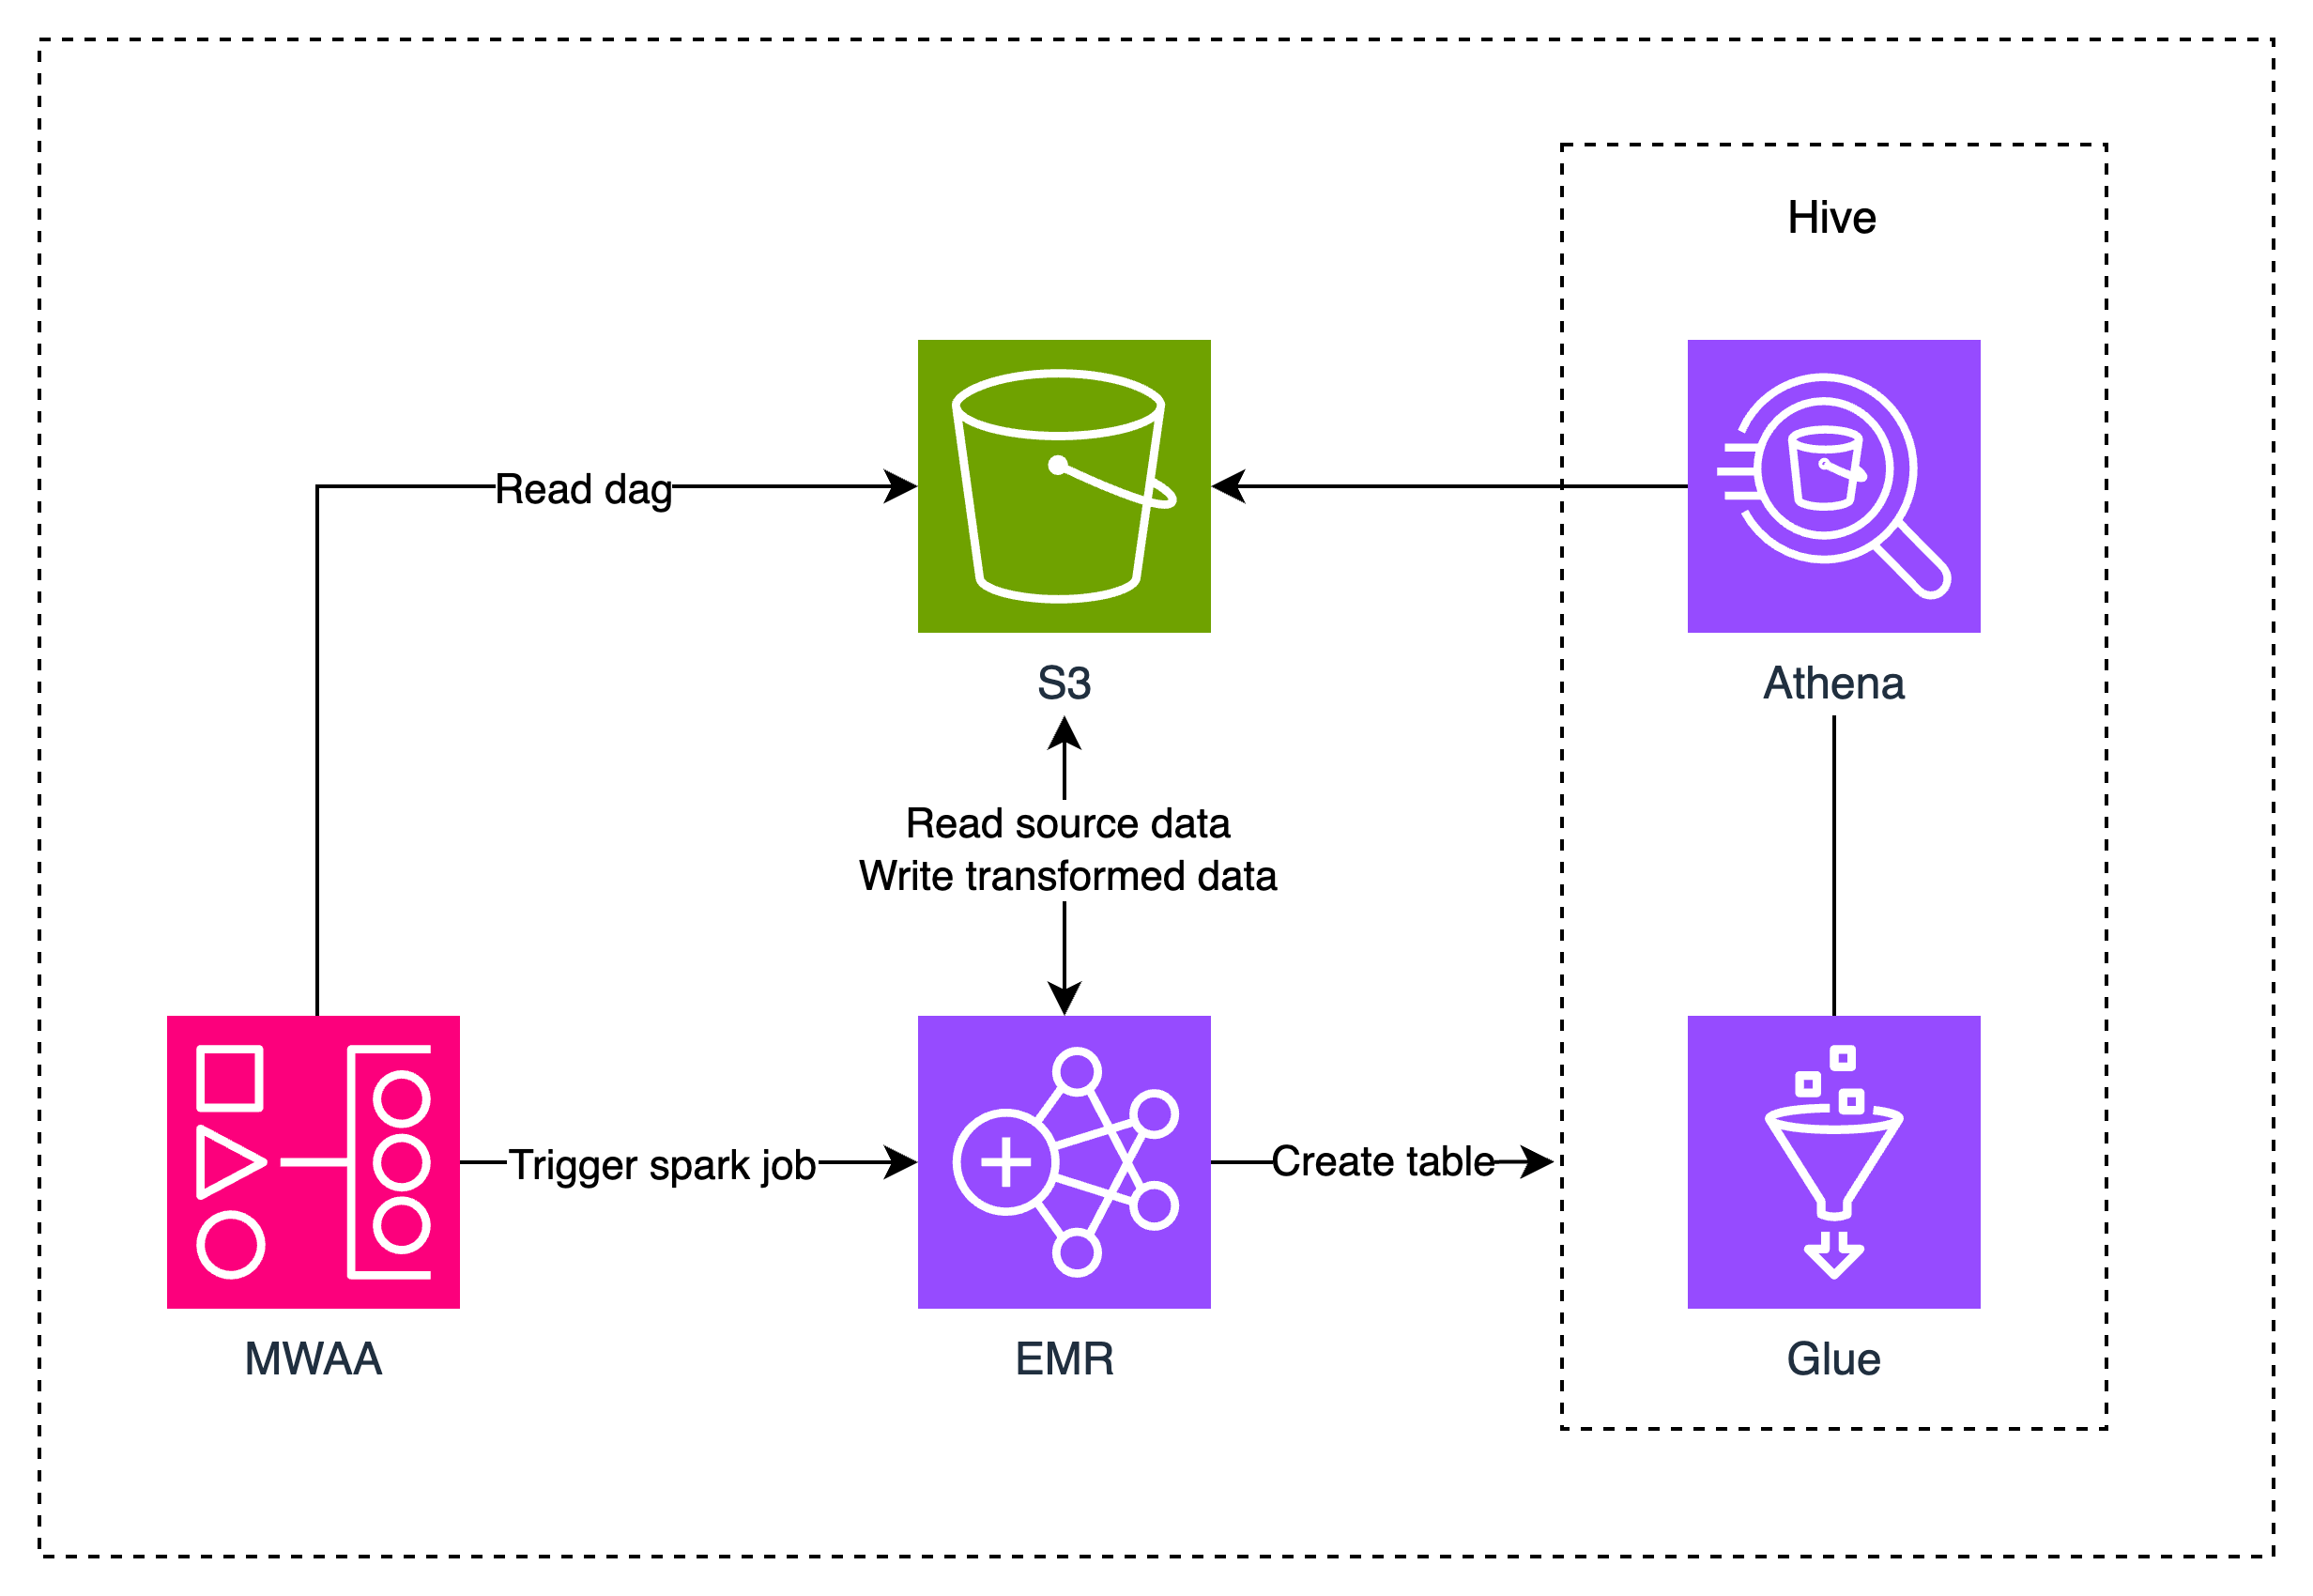 Hive
Read dag
S3
Athena
Read source data
Write transformed data
Trigger spark job
Create table
MWAA
EMR
Glue